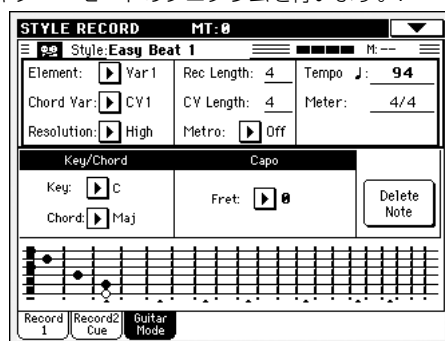 STYLE RECORD MT:0
Style:Easy Beat 1 M:--
Element: Var1 Rec Length: 4 Tempo ♩: 94
Chord Var: CV1 CV Length: 4 Meter: 4/4
Resolution: High Metro: Off
Key/Chord Capo
Key: C
Fret: 0
Chord: Maj
Delete
Note
Record
1
Record2
Cue
Guitar
Mode